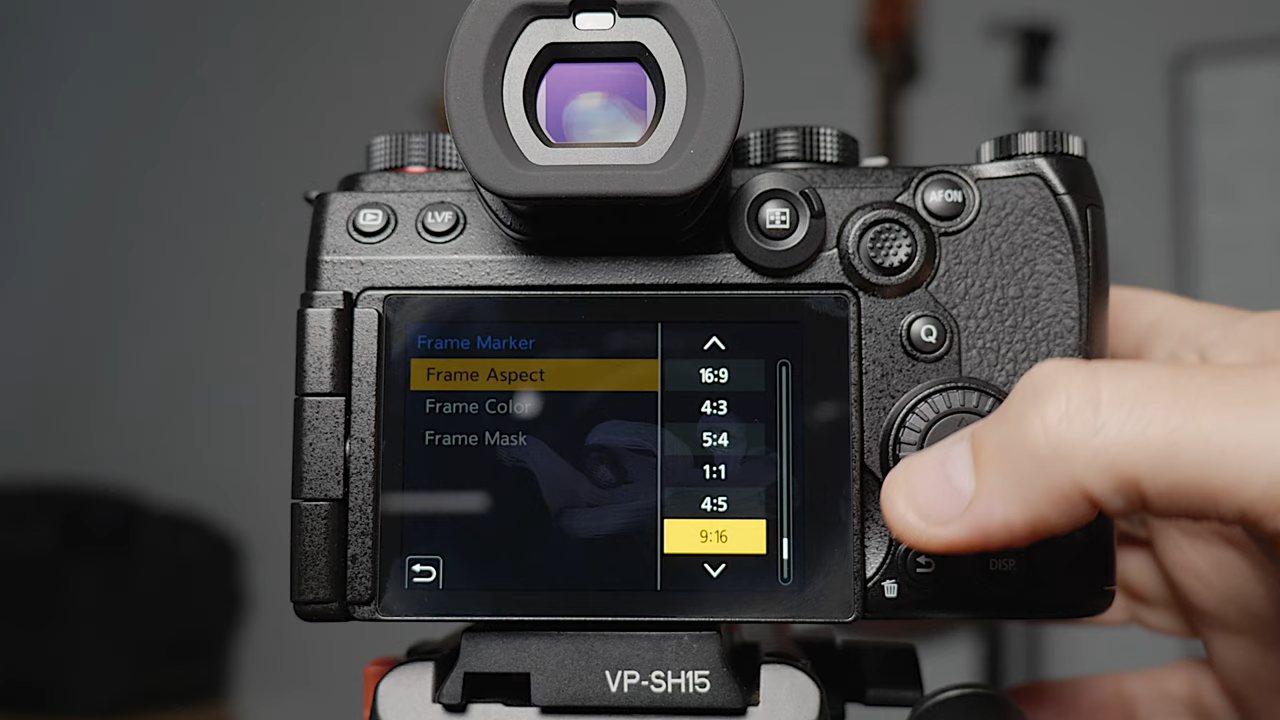 LVF
AFON
Q
Frame Marker
Frame Aspect
Frame Color
Frame Mask
16:9
4:3
5:4
1:1
4:5
9:16
DISP.
VP-SH15